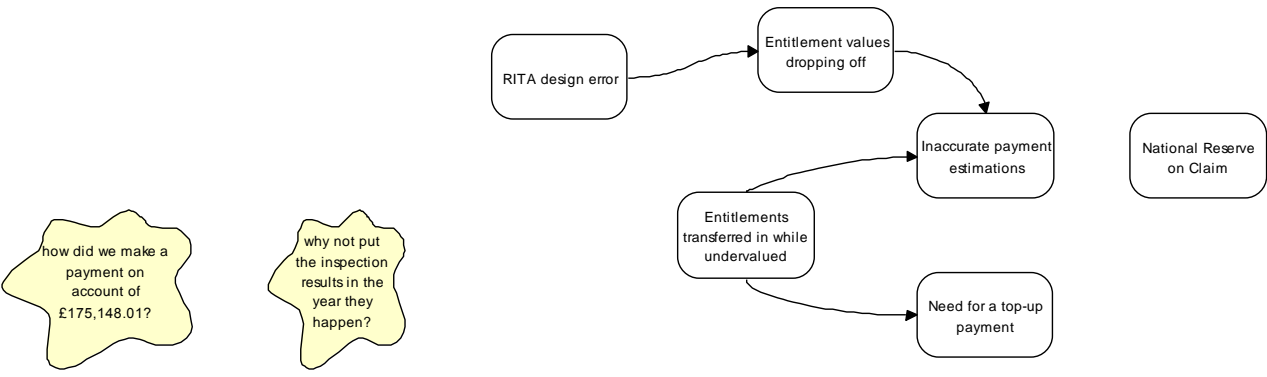 Entitlement values
dropping off
RITA design error
Inaccurate payment
estimations
National Reserve
on Claim
Entitlements
transferred in while
undervalued
how did we make a
payment on
account of
£175,148.01?
why not put
the inspection
results in the
year they
happen?
Need for a top-up
payment